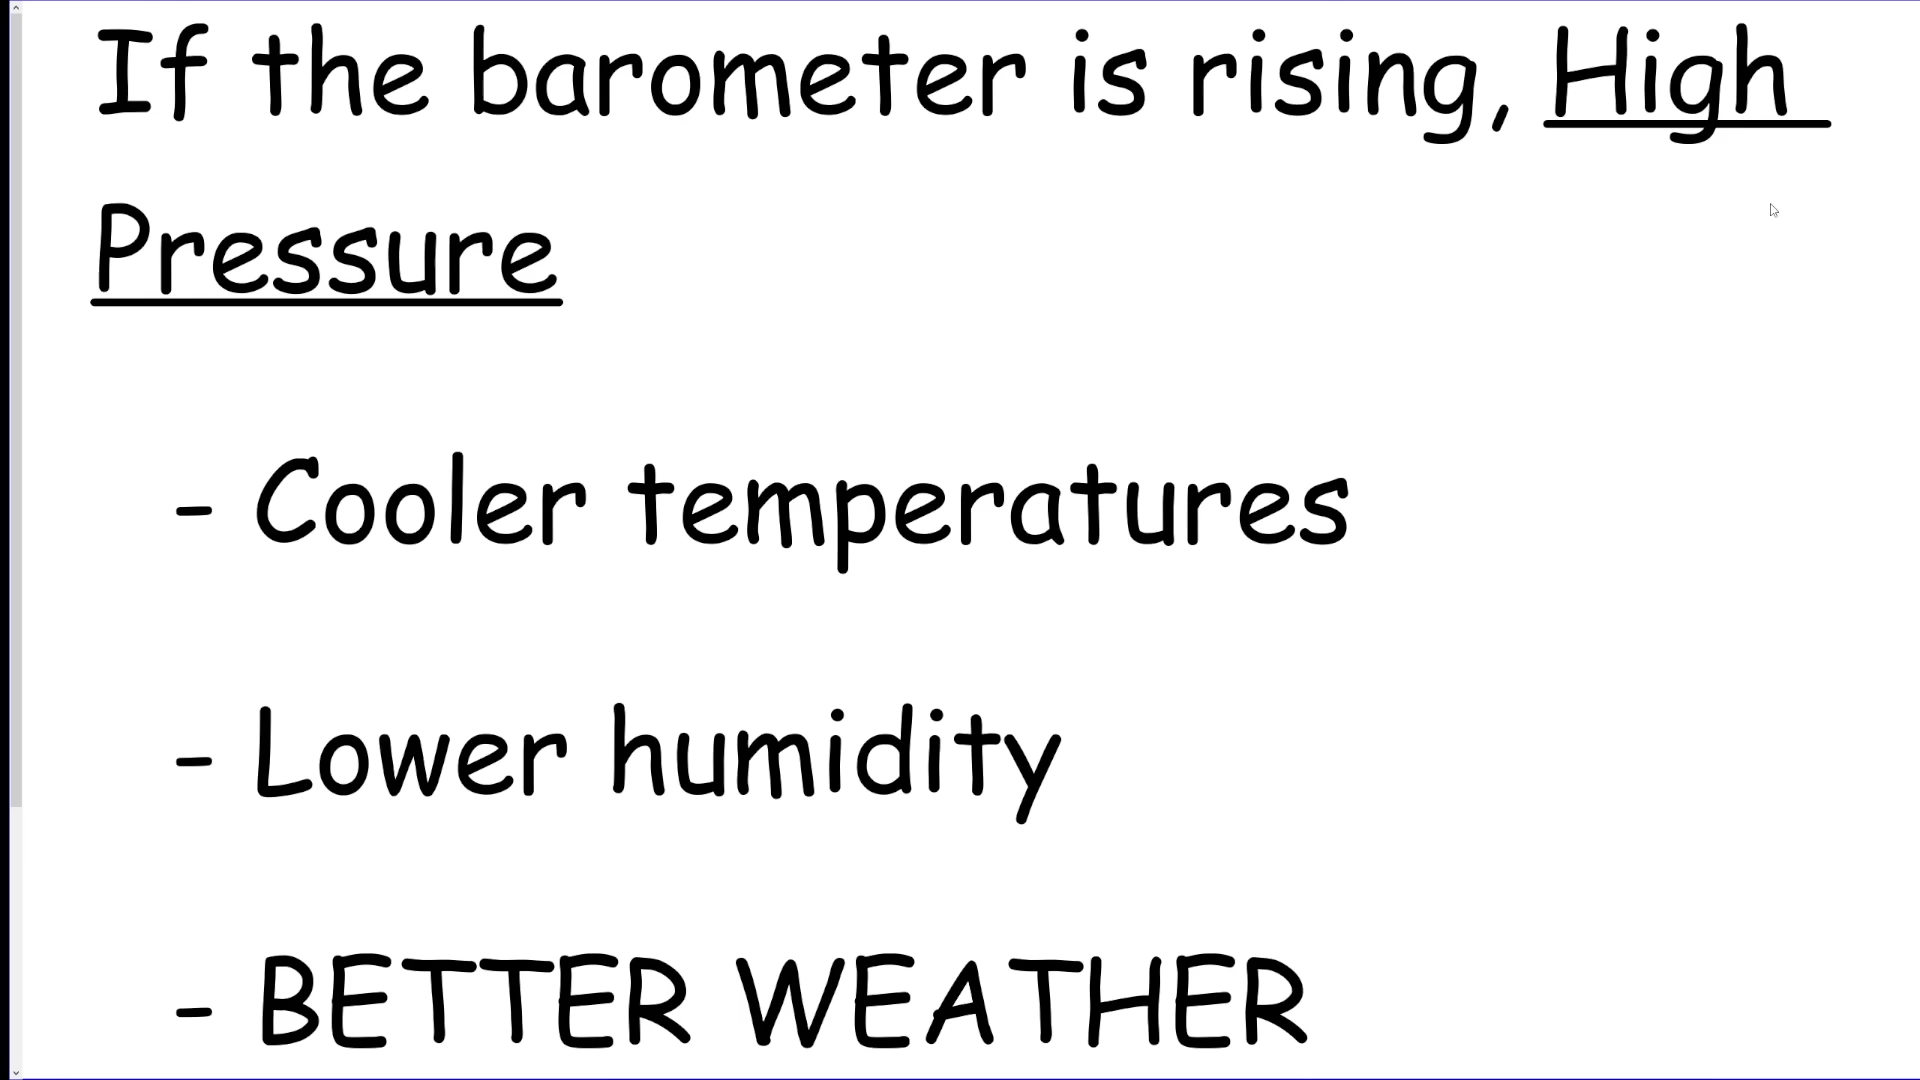 If the barometer is rising, High
Pressure
- Cooler temperatures
- Lower humidity
- BETTER WEATHER